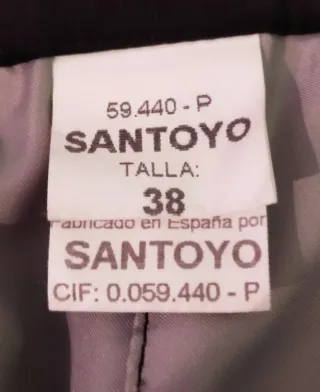 59.440 - P
SANTOYO
TALLA:
38
Fabricado en España por
SANTOYO
CIF: 0.059.440 - P